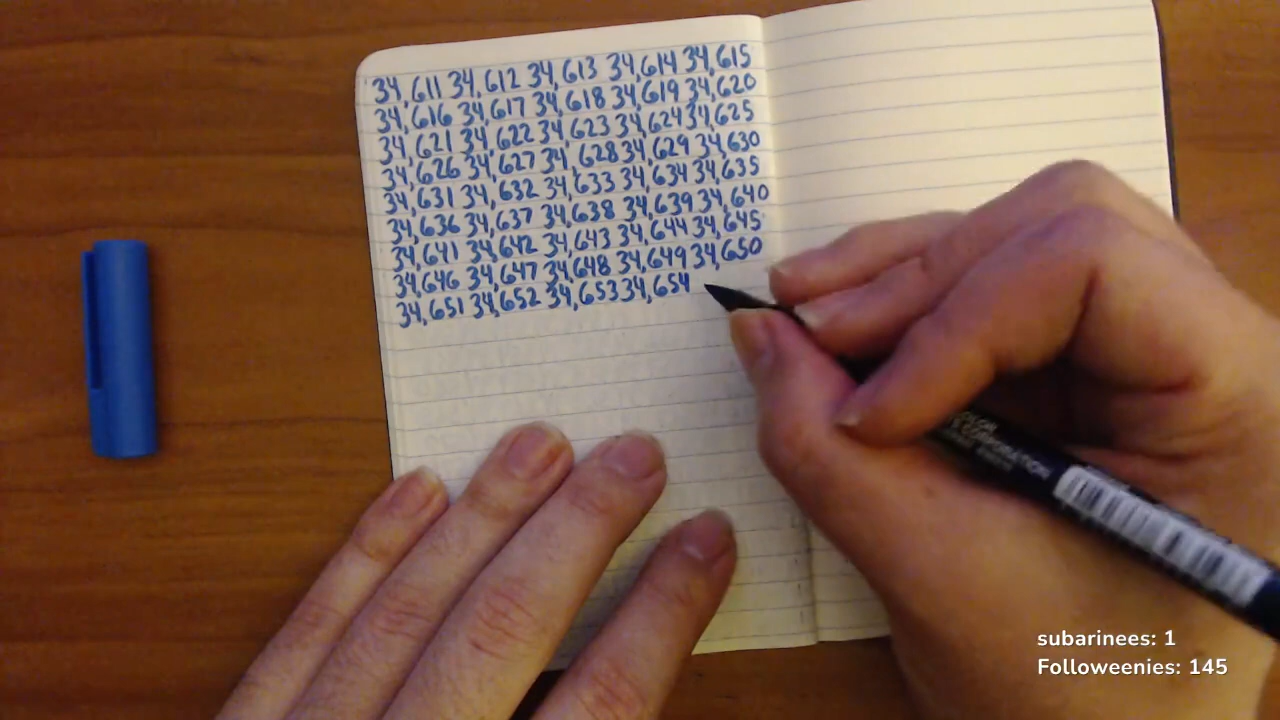 34,611 34,612 34,613 34,614 34,615
34,616 34,617 34,618 34,619 34,620
34,621 34,622 34,623 34,624 34,625
34,626 34,627 34,628 34,629 34,630
34,631 34,632 34,633 34,634 34,635
34,636 34,637 34,638 34,639 34,640
34,641 34,642 34,643 34,644 34,645
34,646 34,647 34,648 34,649 34,650
34,651 34,652 34,653 34,654
CORPORATION
subarinees: 1
Followeenies: 145